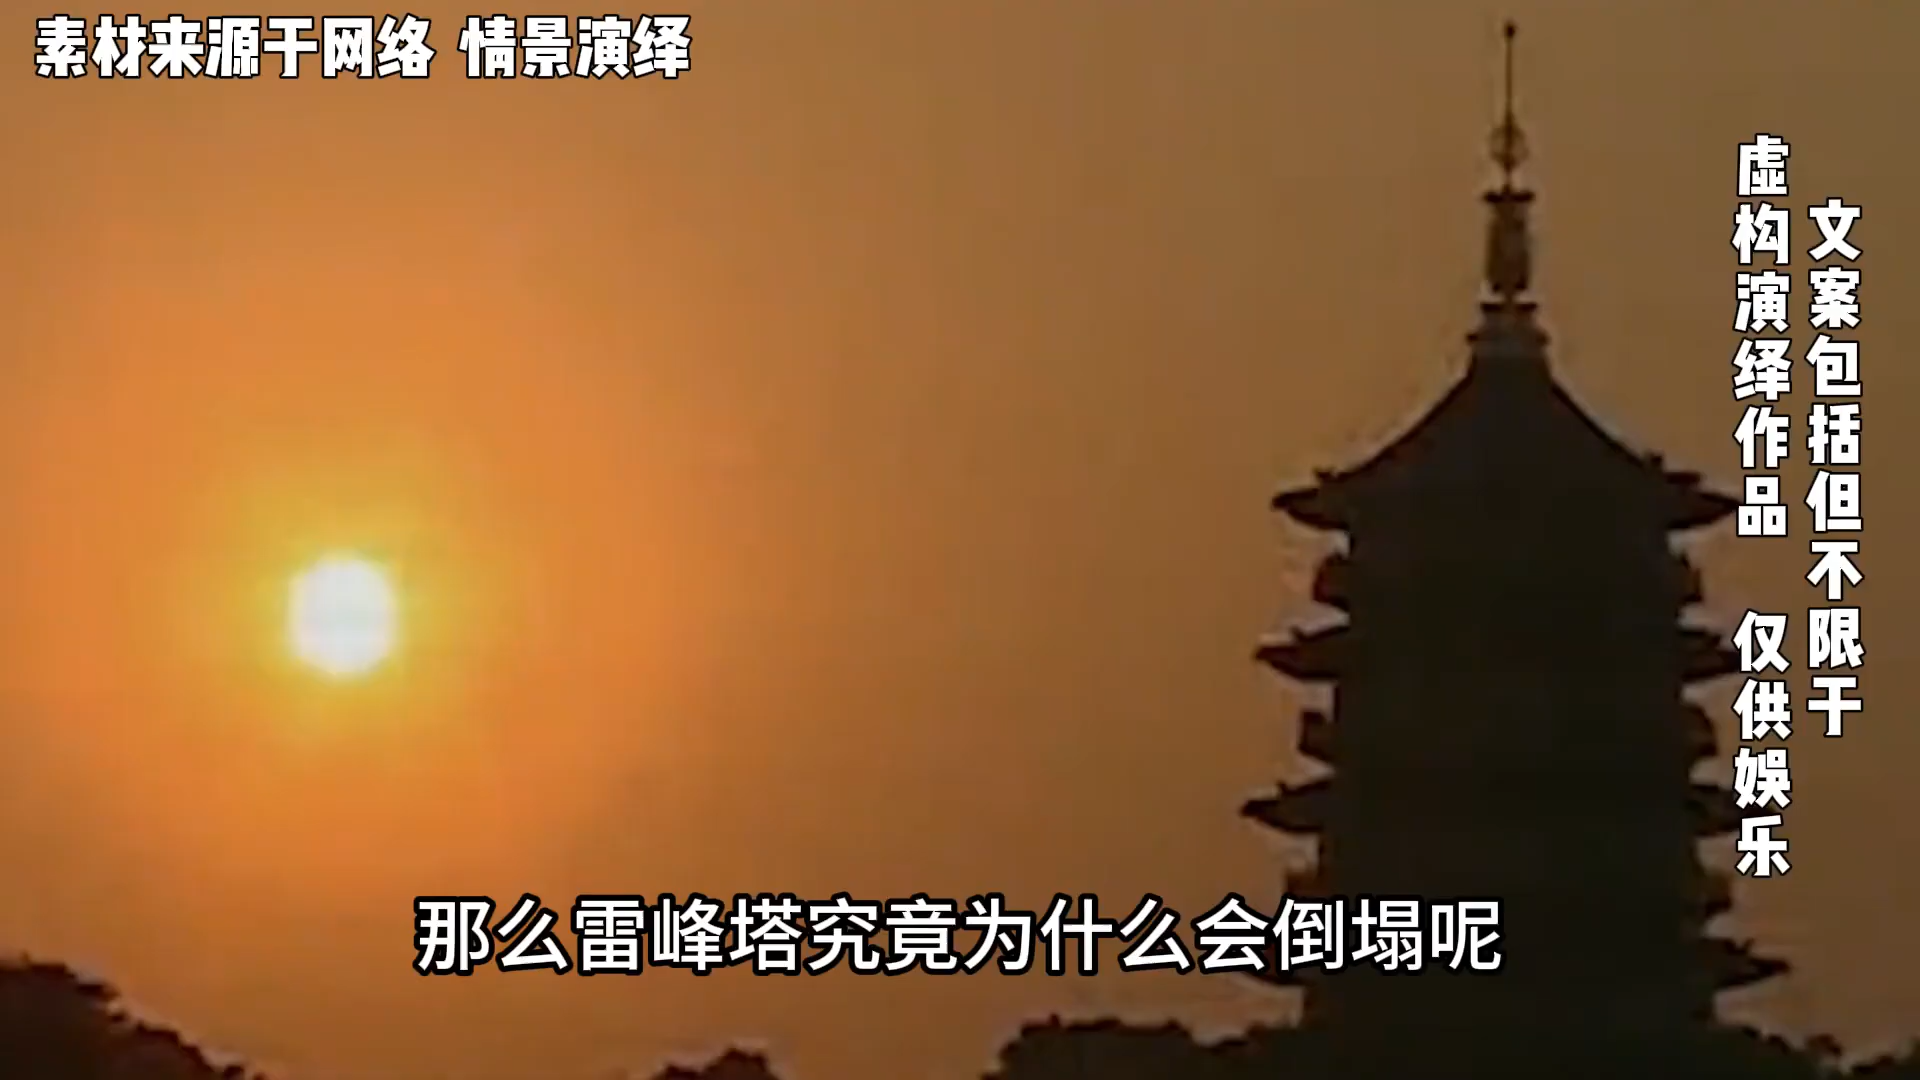 素材来源于网络 情景演绎
文案包括但不限于
虚构演绎作品 仅供娱乐
那么雷峰塔究竟为什么会倒塌呢